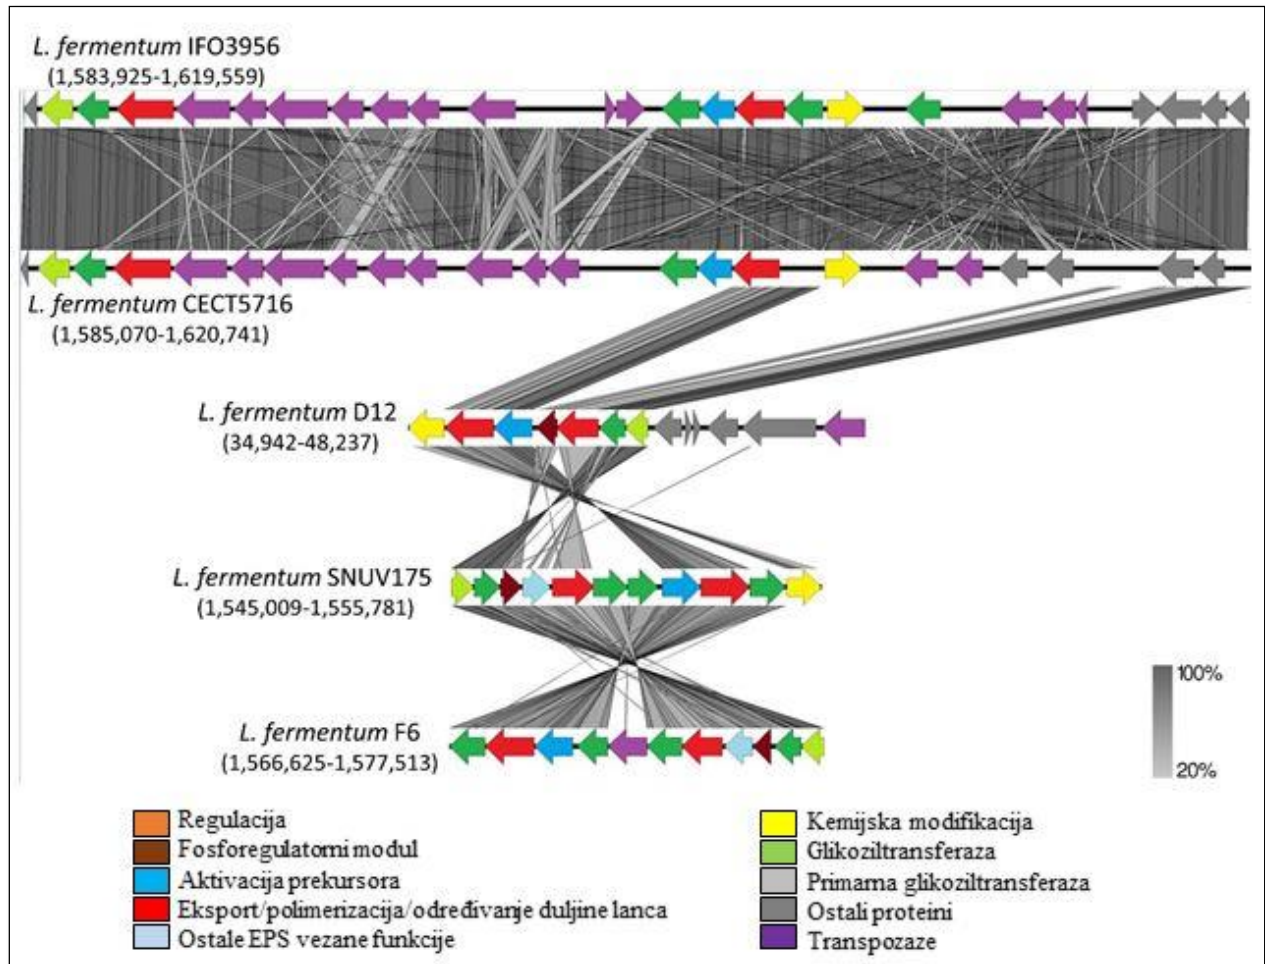 L. fermentum IFO3956
(1,583,925-1,619,559)
L. fermentum CECT5716
(1,585,070-1,620,741)
L. fermentum D12
(34,942-48,237)
L. fermentum SNUV175
(1,545,009-1,555,781)
L. fermentum F6
(1,566,625-1,577,513)
100%
20%
Regulacija
Fosforegulatorni modul
Aktivacija prekursora
Eksport/polimerizacija/određivanje duljine lanca
Ostale EPS vezane funkcije
Kemijska modifikacija
Glikoziltransferaza
Primarna glikoziltransferaza
Ostali proteini
Transpozaze